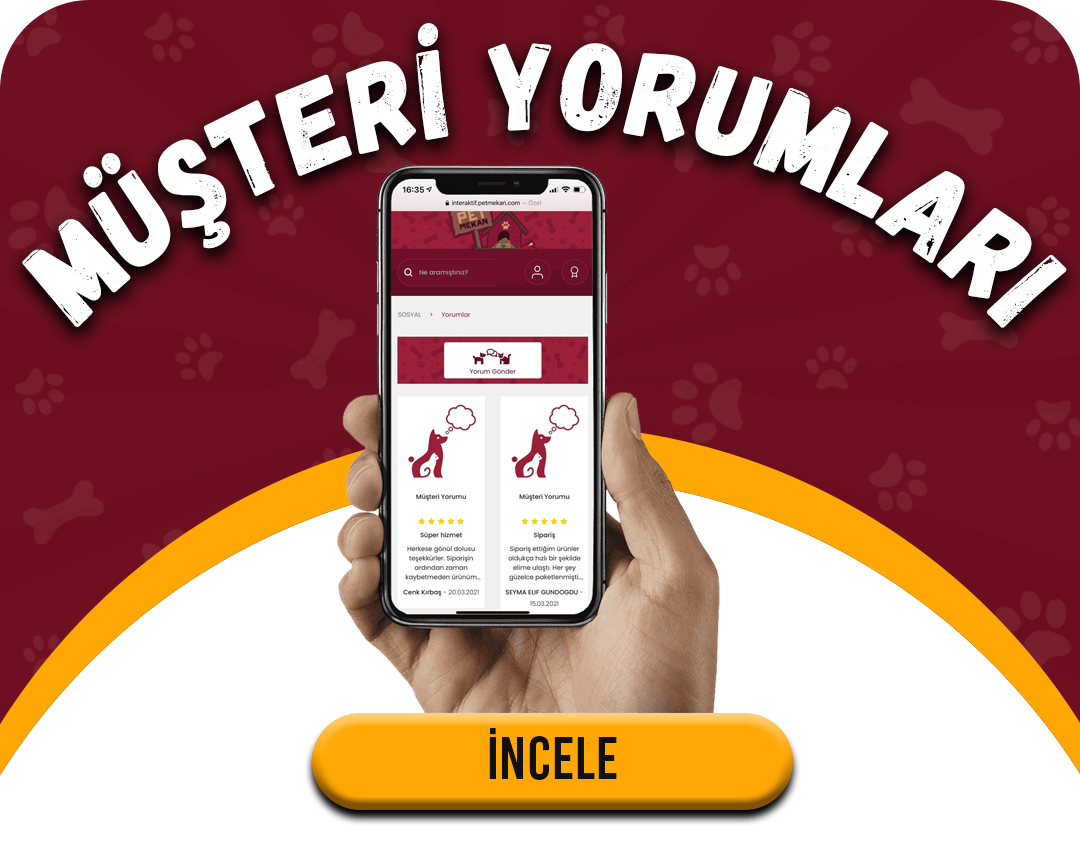 MÜŞTERİ YORUMLARI
16:35
interaktif.petmekan.com — Özel
PET
MEKAN
Ne aramıştınız?
SOSYAL > Yorumlar
Yorum Gönder
Müşteri Yorumu
Süper hizmet
Herkese gönül dolusu
teşekkürler. Siparişin
ardından zaman
kaybetmeden ürünüm...
Cenk Kırbaş - 20.03.2021
Müşteri Yorumu
Sipariş
Sipariş ettiğim ürünler
oldukça hızlı bir şekilde
elime ulaştı. Her şey
güzelce paketlenmişti...
SEYMA ELIF GUNDOGDU -
15.03.2021
İNCELE